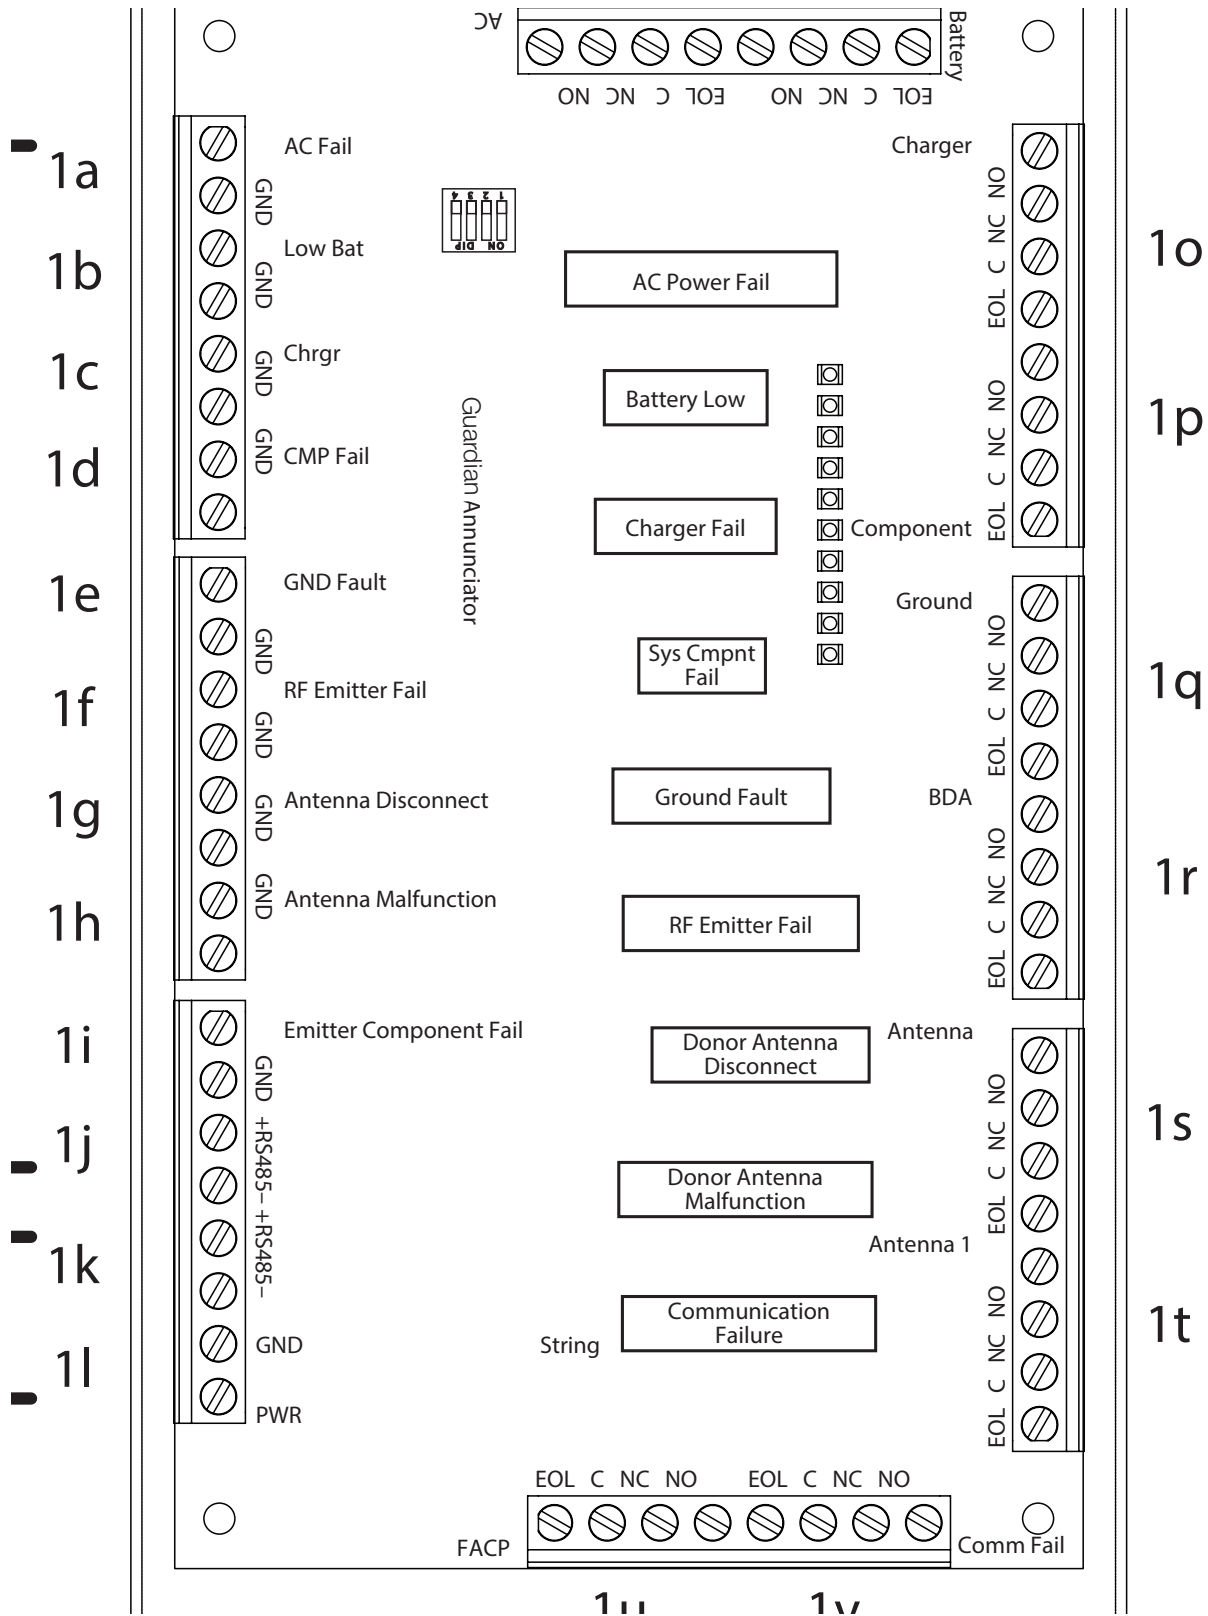 AC
Battery
NO NC C EOL NO NC C EOL
1a
AC Fail
GND
1b
Low Bat
GND
1c
Chrgr
GND
1d
CMP Fail
GND
1e
GND Fault
GND
1f
RF Emitter Fail
GND
1g
Antenna Disconnect
GND
1h
Antenna Malfunction
GND
1i
Emitter Component Fail
GND
1j
+RS485–
1k
+RS485–
1l
GND
PWR
1 2 3 4
ON DIP
Guardian Annunciator
AC Power Fail
Battery Low
Charger Fail
Sys Cmpnt
Fail
Ground Fault
RF Emitter Fail
Donor Antenna
Disconnect
Donor Antenna
Malfunction
Communication
Failure
String
Charger
EOL C NC NO
1o
Component
EOL C NC NO
1p
Ground
EOL C NC NO
1q
BDA
EOL C NC NO
1r
Antenna
EOL C NC NO
1s
Antenna 1
EOL C NC NO
1t
EOL C NC NO EOL C NC NO
FACP
Comm Fail
1u 1v